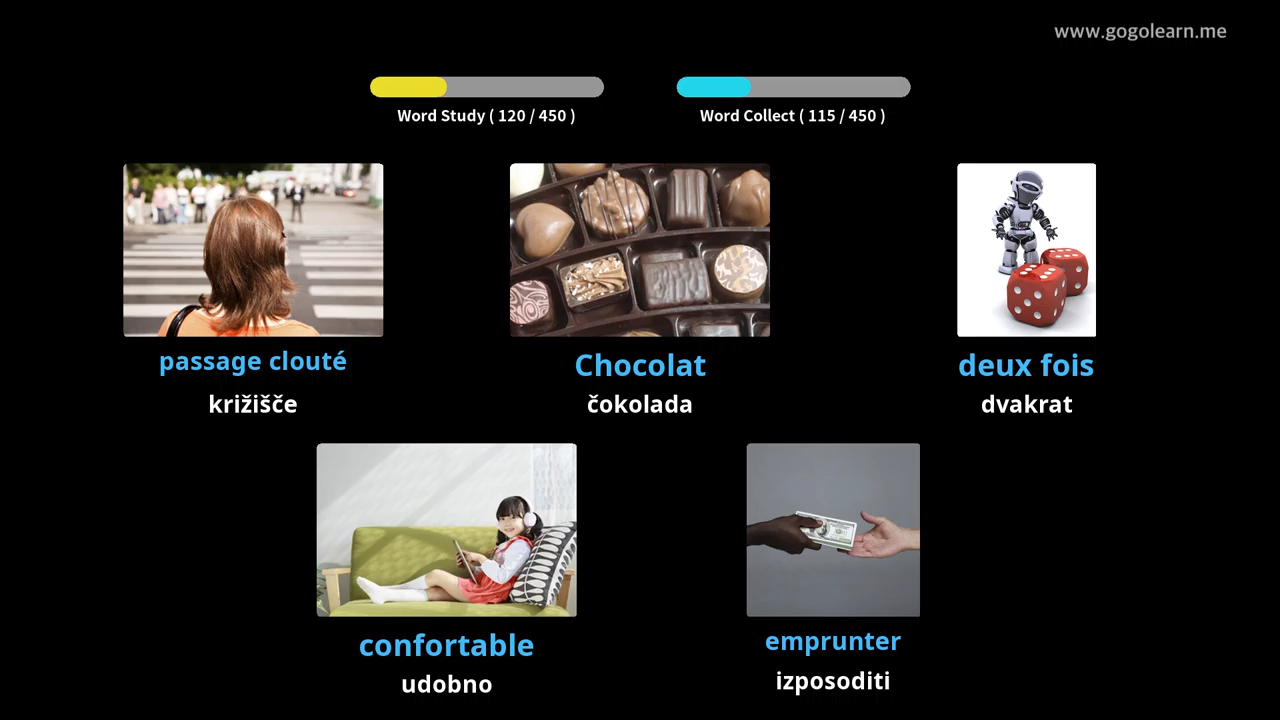 www.gogolearn.me
Word Study ( 120 / 450 )
Word Collect ( 115 / 450 )
passage clouté
križišče
Chocolat
čokolada
deux fois
dvakrat
confortable
udobno
emprunter
izposoditi